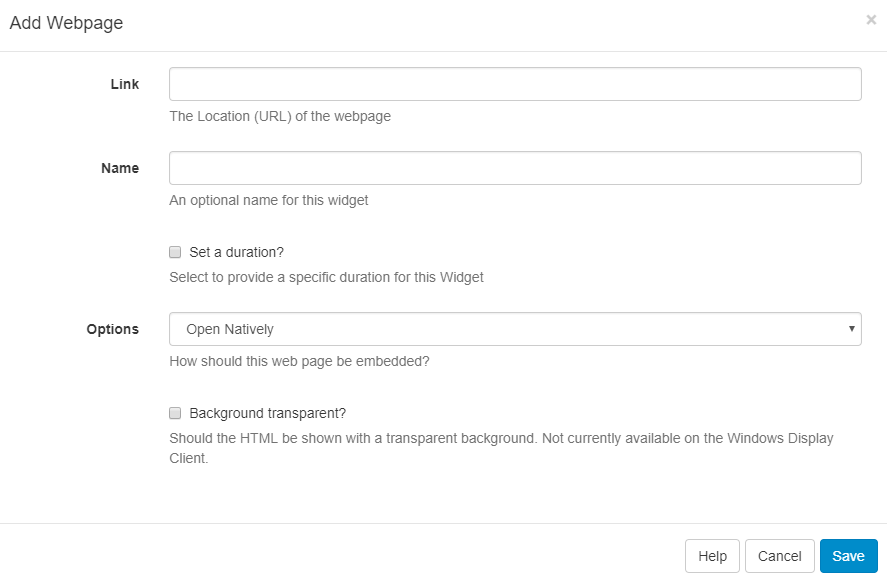 Add Webpage ×
Link
The Location (URL) of the webpage
Name
An optional name for this widget
Set a duration?
Select to provide a specific duration for this Widget
Options Open Natively
How should this web page be embedded?
Background transparent?
Should the HTML be shown with a transparent background. Not currently available on the Windows Display
Client.
Help Cancel Save